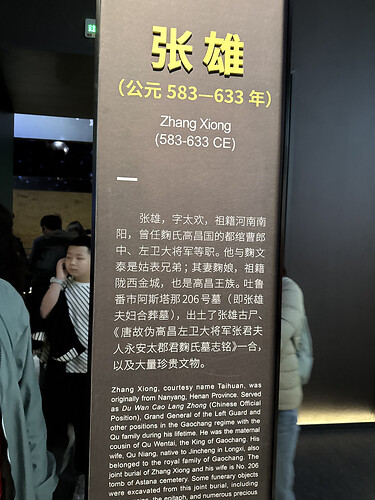 张雄
（公元 583—633 年）
Zhang Xiong
(583-633 CE)
张雄，字太欢，祖籍河南南
阳，曾任麴氏高昌国的都绾曹郎
中、左卫大将军等职。他与麴文
泰是姑表兄弟；其妻麴娘，祖籍
陇西金城，也是高昌王族。吐鲁
番市阿斯塔那206号墓（即张雄
夫妇合葬墓），出土了张雄古尸、
《唐故伪高昌左卫大将军张君夫
人永安太郡君麴氏墓志铭》一合，
以及大量珍贵文物。
Zhang Xiong, courtesy name Taihuan, was
originally from Nanyang, Henan Province. Served
as Du Wan Cao Lang Zhong (Chinese Official
Position), Grand General of the Left Guard and
other positions in the Gaochang regime with the
Qu family during his lifetime. He was the maternal
cousin of Qu Wentai, the King of Gaochang. His
wife, Qu Niang, native to Jincheng in Longxi, also
belonged to the royal family of Gaochang. The
joint burial of Zhang Xiong and his wife is No. 206
tomb of Astana Cemetery. Some funerary objects
were excavated from this joint burial, including
the epitaph, and numerous precious